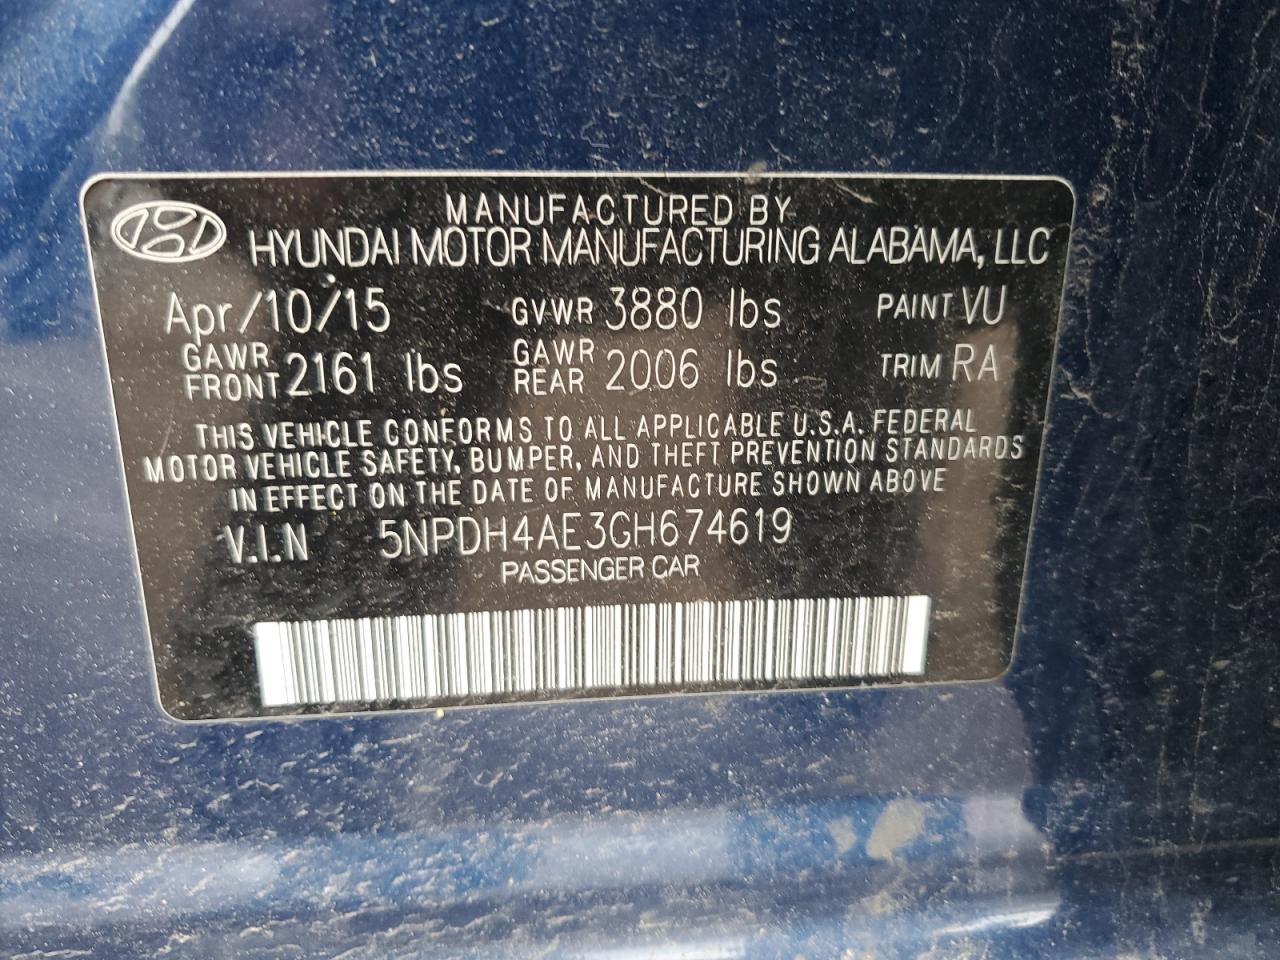 MANUFACTURED BY
HYUNDAI MOTOR MANUFACTURING ALABAMA, LLC
Apr/10/15 GVWR 3880 lbs PAINT VU
GAWR FRONT 2161 lbs GAWR REAR 2006 lbs TRIM RA
THIS VEHICLE CONFORMS TO ALL APPLICABLE U.S.A. FEDERAL
MOTOR VEHICLE SAFETY, BUMPER, AND THEFT PREVENTION STANDARDS
IN EFFECT ON THE DATE OF MANUFACTURE SHOWN ABOVE
V.I.N 5NPDH4AE3GH674619
PASSENGER CAR